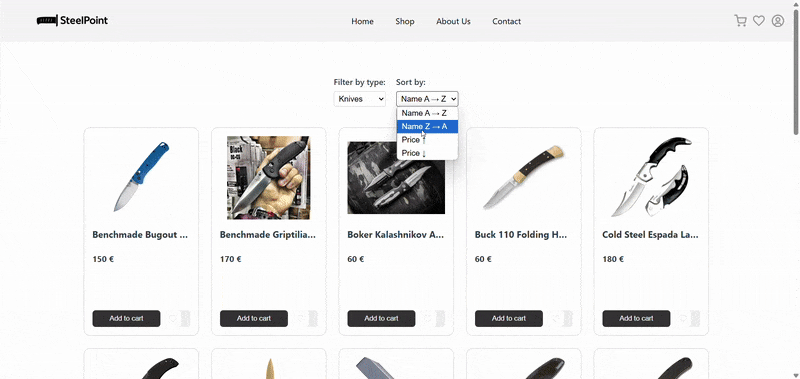 SteelPoint
Home Shop About Us Contact
Filter by type: Sort by:
Knives Name A → Z
Name A → Z
Name Z → A
Price ↑
Price ↓
Benchmade Bugout ... Benchmade Griptilia... Boker Kalashnikov A... Buck 110 Folding H... Cold Steel Espada La...
150 € 170 € 60 € 60 € 180 €
Add to cart Add to cart Add to cart Add to cart Add to cart